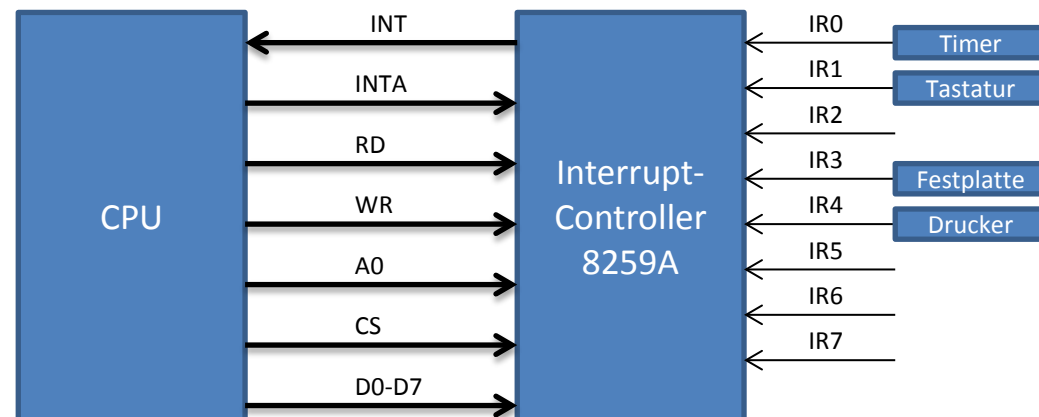 CPU
INT
INTA
RD
WR
A0
CS
D0-D7
Interrupt-
Controller
8259A
IR0
IR1
IR2
IR3
IR4
IR5
IR6
IR7
Timer
Tastatur
Festplatte
Drucker